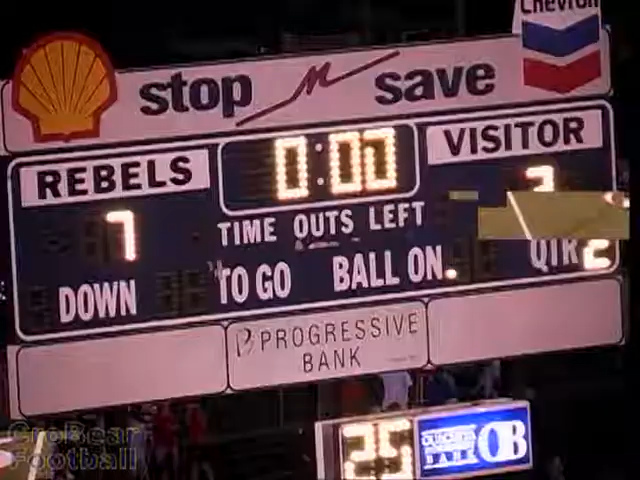 Chevron
stop save
REBELS 0:00 VISITOR
7
TIME OUTS LEFT
DOWN TO GO BALL ON QTR 2
PROGRESSIVE
BANK
25 OB
BANK
GroBear
Football